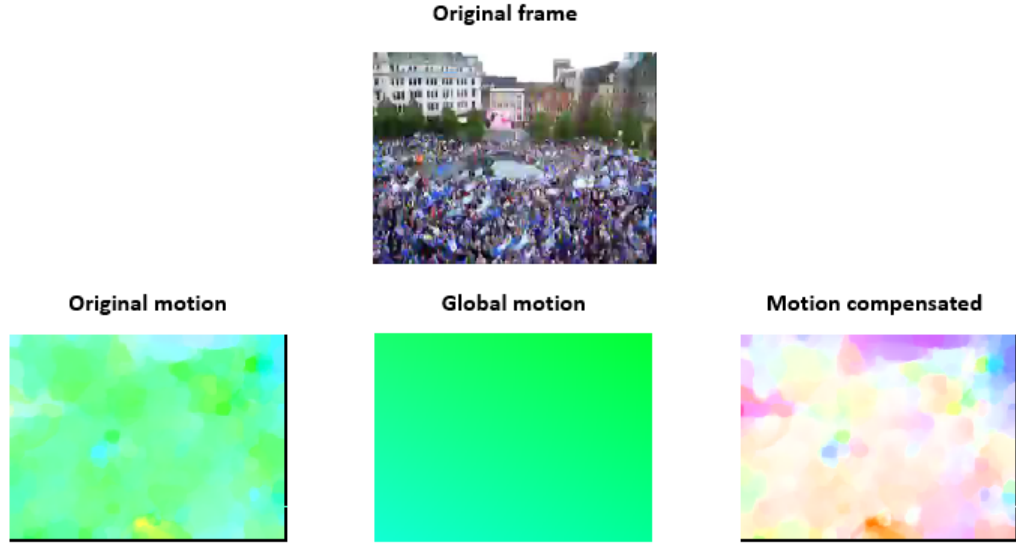 Original frame
Original motion
Global motion
Motion compensated